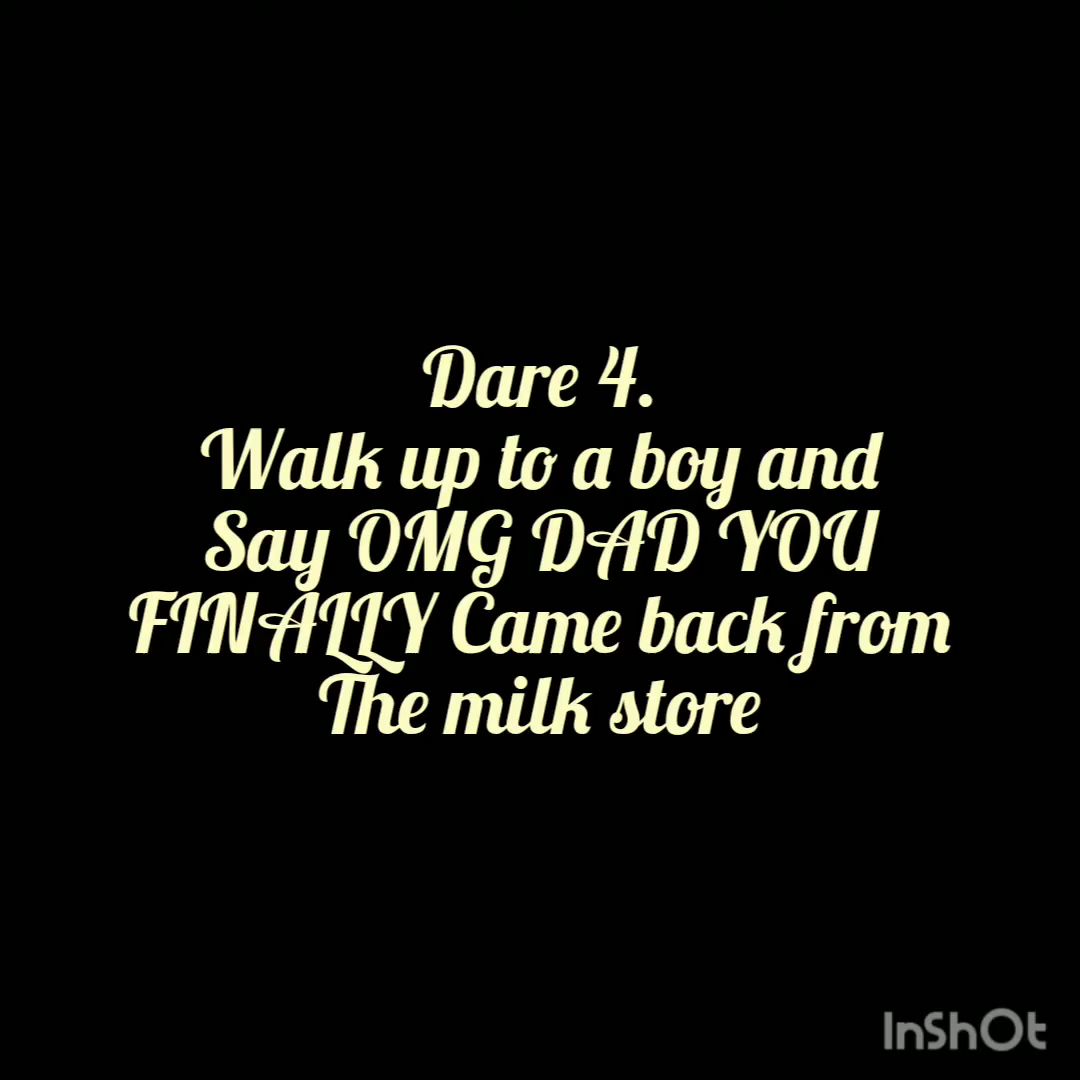 Dare 4.
Walk up to a boy and
Say OMG DAD YOU
FINALLY Came back from
The milk store
InShOt